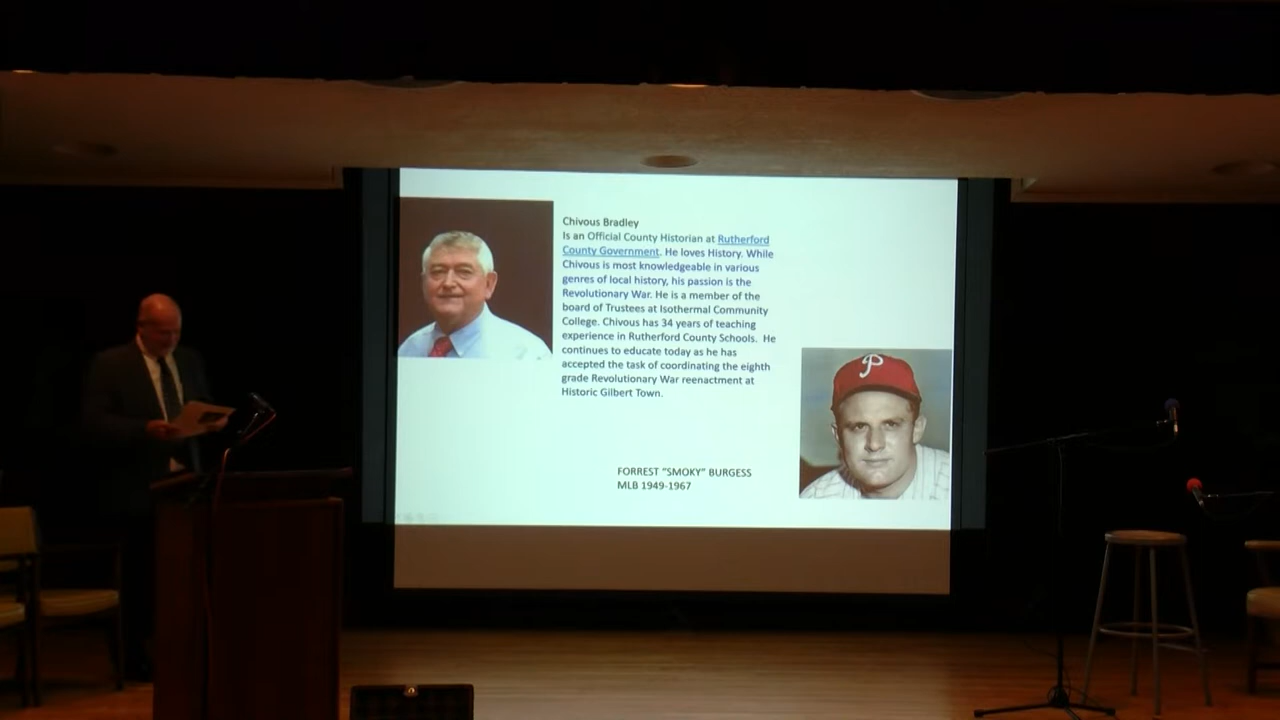 Chivous Bradley
Is an Official County Historian at Rutherford
County Government. He loves History. While
Chivous is most knowledgeable in various
genres of local history, his passion is the
Revolutionary War. He is a member of the
board of Trustees at Isothermal Community
College. Chivous has 34 years of teaching
experience in Rutherford County Schools.  He
continues to educate today as he has
accepted the task of coordinating the eighth
grade Revolutionary War reenactment at
Historic Gilbert Town.
P
FORREST "SMOKY" BURGESS
MLB 1949-1967